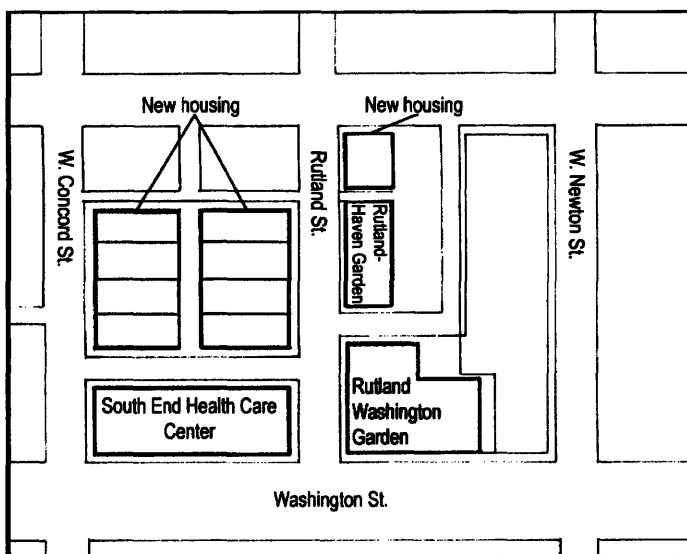 New housing
New housing
W. Concord St.
Rutland St.
W. Newton St.
Rutland-
Haven Garden
South End Health Care
Center
Rutland
Washington
Garden
Washington St.